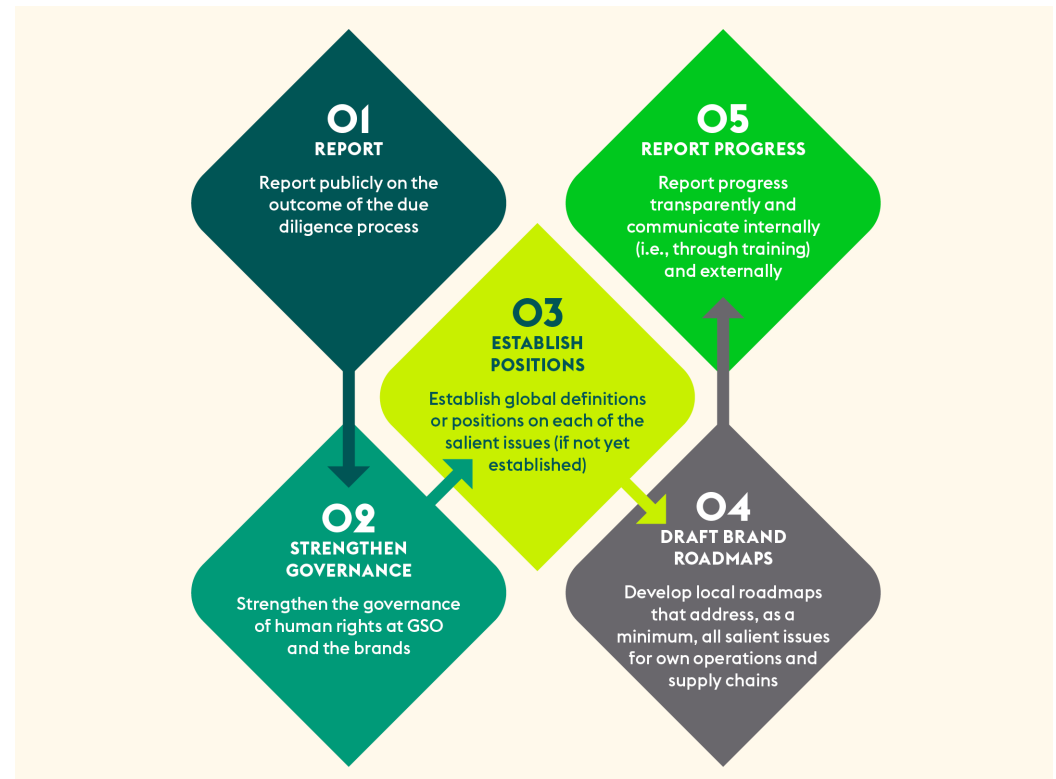 01
REPORT
Report publicly on the
outcome of the due
diligence process
02
STRENGTHEN
GOVERNANCE
Strengthen the governance
of human rights at GSO
and the brands
03
ESTABLISH
POSITIONS
Establish global definitions
or positions on each of the
salient issues (if not yet
established)
04
DRAFT BRAND
ROADMAPS
Develop local roadmaps
that address, as a
minimum, all salient issues
for own operations and
supply chains
05
REPORT PROGRESS
Report progress
transparently and
communicate internally
(i.e., through training)
and externally